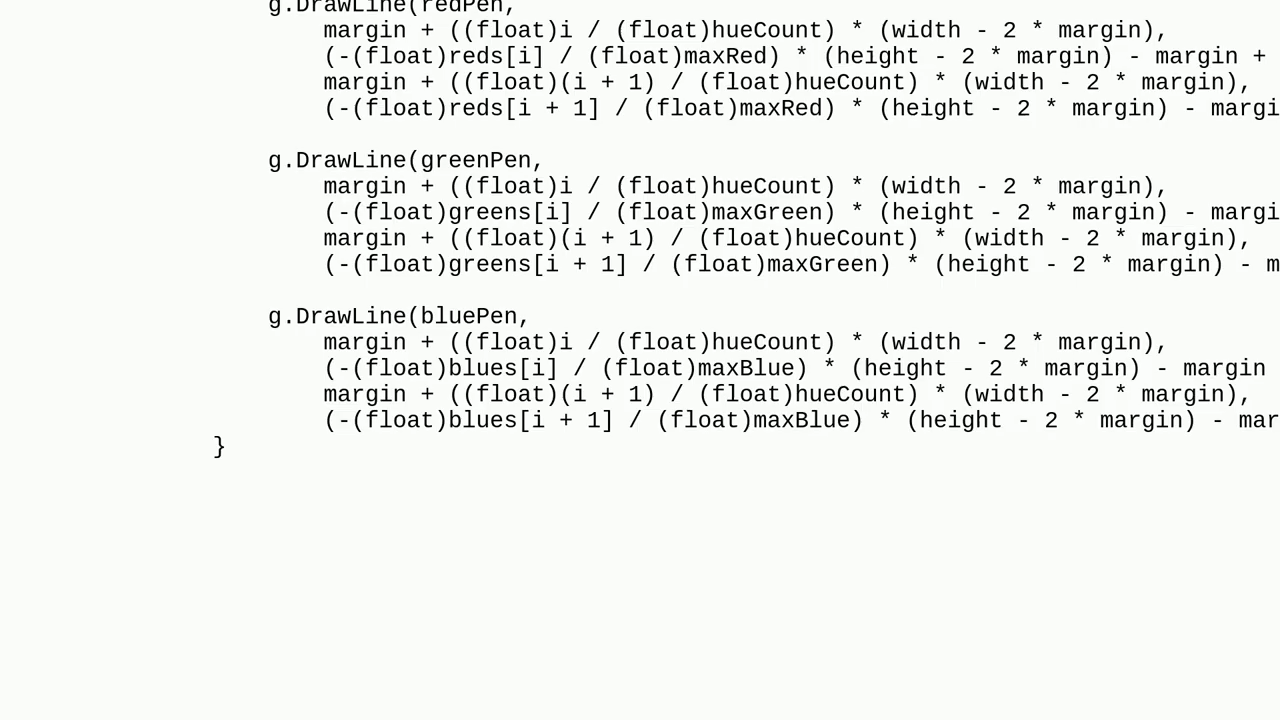 g.DrawLine(redPen,
margin + ((float)i / (float)hueCount) * (width - 2 * margin),
(-(float)reds[i] / (float)maxRed) * (height - 2 * margin) - margin +
margin + ((float)(i + 1) / (float)hueCount) * (width - 2 * margin),
(-(float)reds[i + 1] / (float)maxRed) * (height - 2 * margin) - margi
g.DrawLine(greenPen,
margin + ((float)i / (float)hueCount) * (width - 2 * margin),
(-(float)greens[i] / (float)maxGreen) * (height - 2 * margin) - margi
margin + ((float)(i + 1) / (float)hueCount) * (width - 2 * margin),
(-(float)greens[i + 1] / (float)maxGreen) * (height - 2 * margin) - m
g.DrawLine(bluePen,
margin + ((float)i / (float)hueCount) * (width - 2 * margin),
(-(float)blues[i] / (float)maxBlue) * (height - 2 * margin) - margin
margin + ((float)(i + 1) / (float)hueCount) * (width - 2 * margin),
(-(float)blues[i + 1] / (float)maxBlue) * (height - 2 * margin) - mar
}